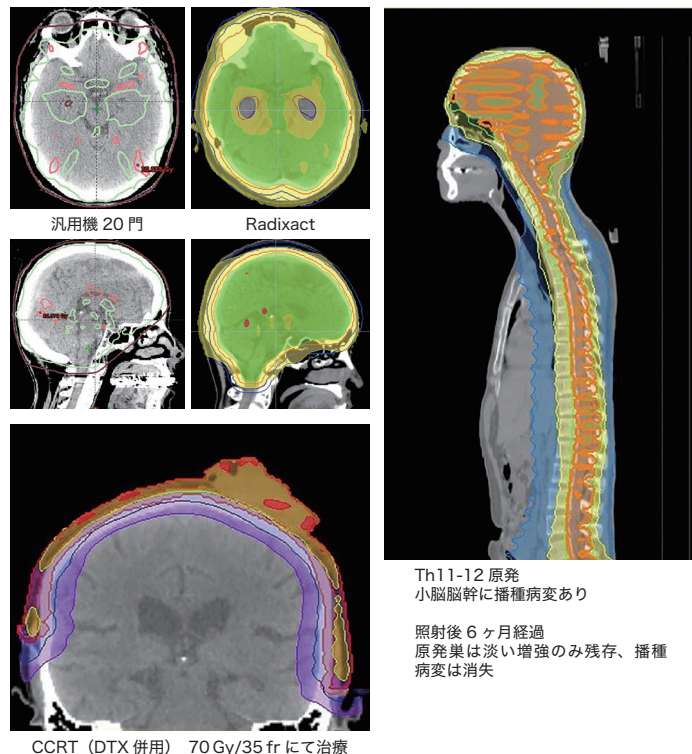 汎用機 20 門
Radixact
CCRT（DTX 併用） 70 Gy/35 fr にて治療
Th11-12 原発
小脳脳幹に播種病変あり
照射後 6 ヶ月経過
原発巣は淡い増強のみ残存、播種
病変は消失